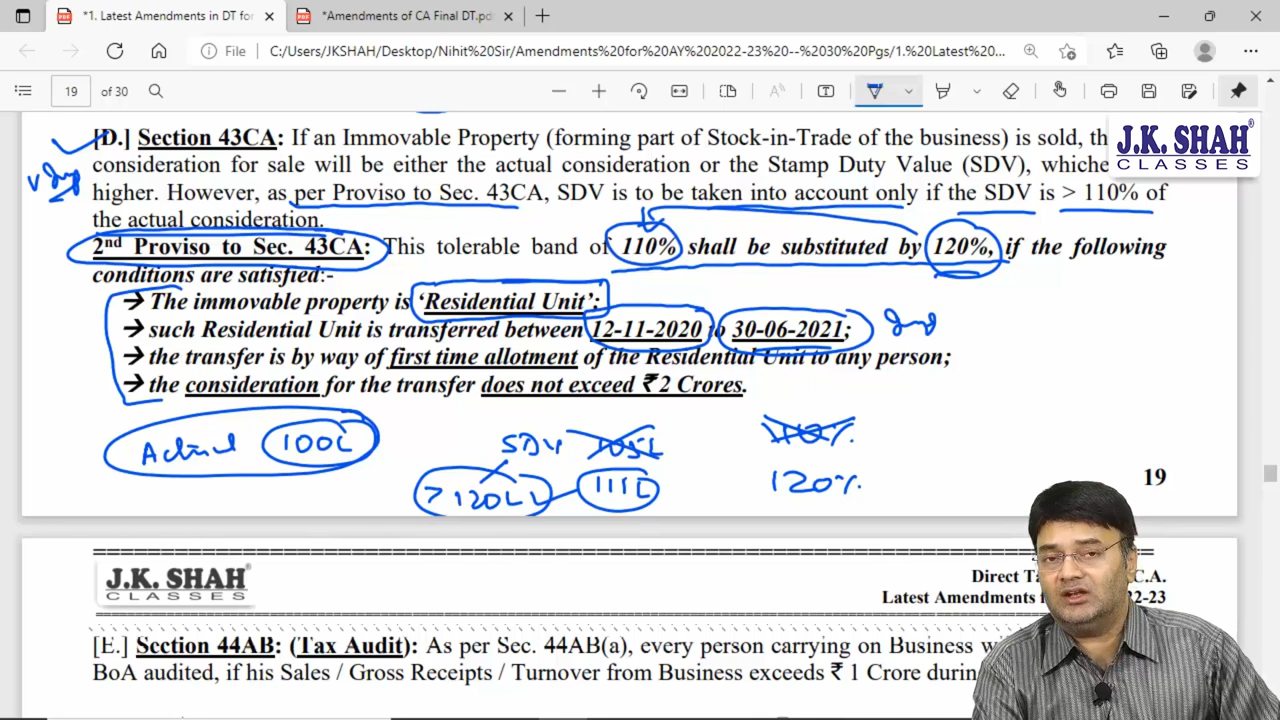 *1. Latest Amendments in DT for
*Amendments of CA Final DT.pd
File
C:/Users/JKSHAH/Desktop/Nihit%20Sir/Amendments%20for%20AY%202022-23%20--%2030%20Pgs/1.%20Latest%20...
19 of 30
J.K. SHAH®
CLASSES
[D.] Section 43CA: If an Immovable Property (forming part of Stock-in-Trade of the business) is sold, th
consideration for sale will be either the actual consideration or the Stamp Duty Value (SDV), whiche
higher. However, as per Proviso to Sec. 43CA, SDV is to be taken into account only if the SDV is > 110% of
the actual consideration.
2nd Proviso to Sec. 43CA: This tolerable band of 110% shall be substituted by 120%, if the following
conditions are satisfied:-
→ The immovable property is ‘Residential Unit’;
→ such Residential Unit is transferred between 12-11-2020 to 30-06-2021;
→ the transfer is by way of first time allotment of the Residential Unit to any person;
→ the consideration for the transfer does not exceed ₹ 2 Crores.
Actual 100L
SDV 105L
110%
>120L
111L
120%
19
J.K. SHAH
CLASSES
Direct Ta
C.A.
Latest Amendments f
22-23
[E.] Section 44AB: (Tax Audit): As per Sec. 44AB(a), every person carrying on Business w
BoA audited, if his Sales / Gross Receipts / Turnover from Business exceeds ₹ 1 Crore durin